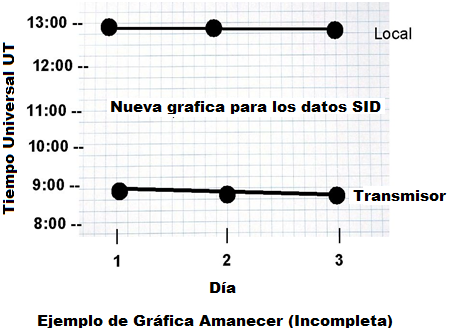 Tiempo Universal UT
13:00 --
12:00 --
11:00 --
10:00 --
9:00 --
8:00 --
Local
Nueva grafica para los datos SID
Transmisor
1 2 3
Día
Ejemplo de Gráfica Amanecer (Incompleta)